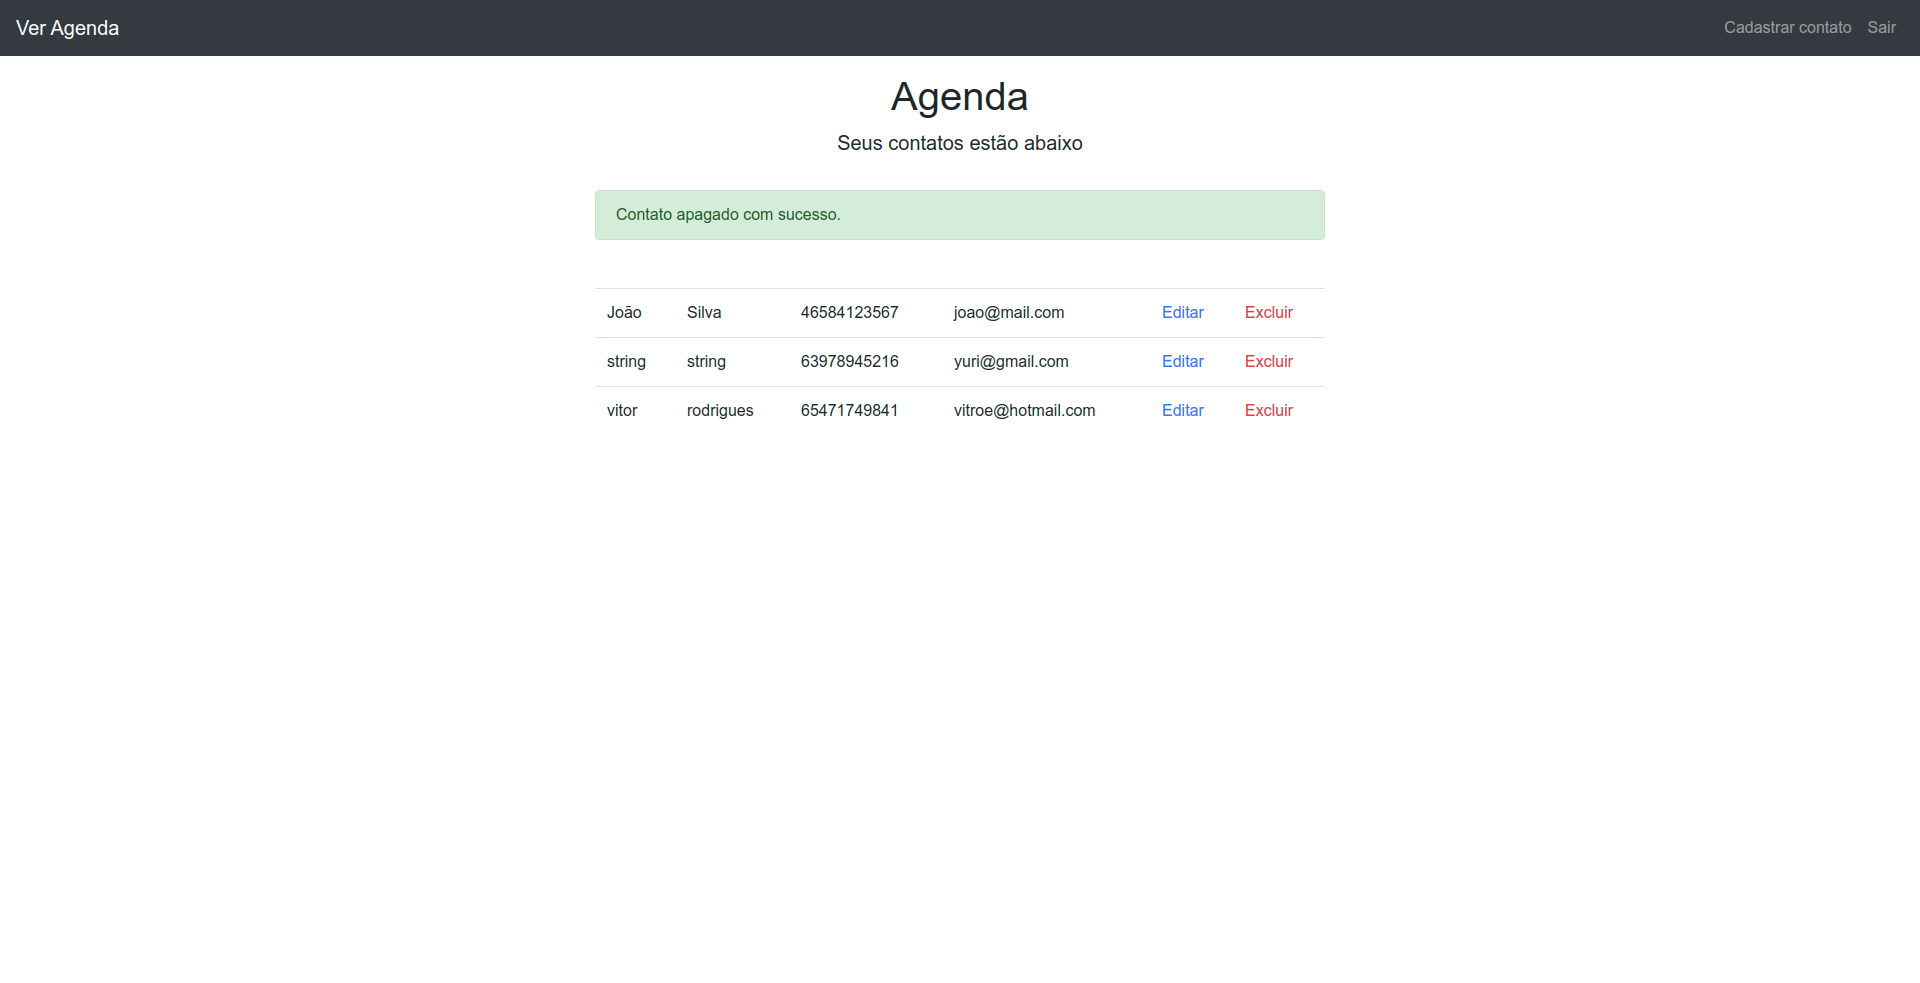 Ver Agenda Cadastrar contato Sair
Agenda
Seus contatos estão abaixo
Contato apagado com sucesso.
João Silva 46584123567 joao@mail.com Editar Excluir
string string 63978945216 yuri@gmail.com Editar Excluir
vitor rodrigues 65471749841 vitroe@hotmail.com Editar Excluir